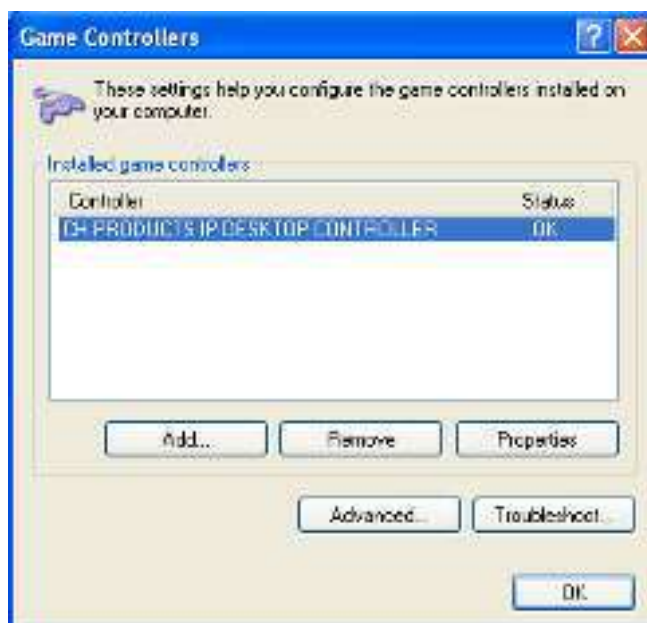 Game Controllers
These settings help you configure the game controllers installed on
your computer.
Installed game controllers
Controller Status
CH PRODUCTS IP DESKTOP CONTROLLER OK
Add... Remove Properties
Advanced... Troubleshoot...
OK